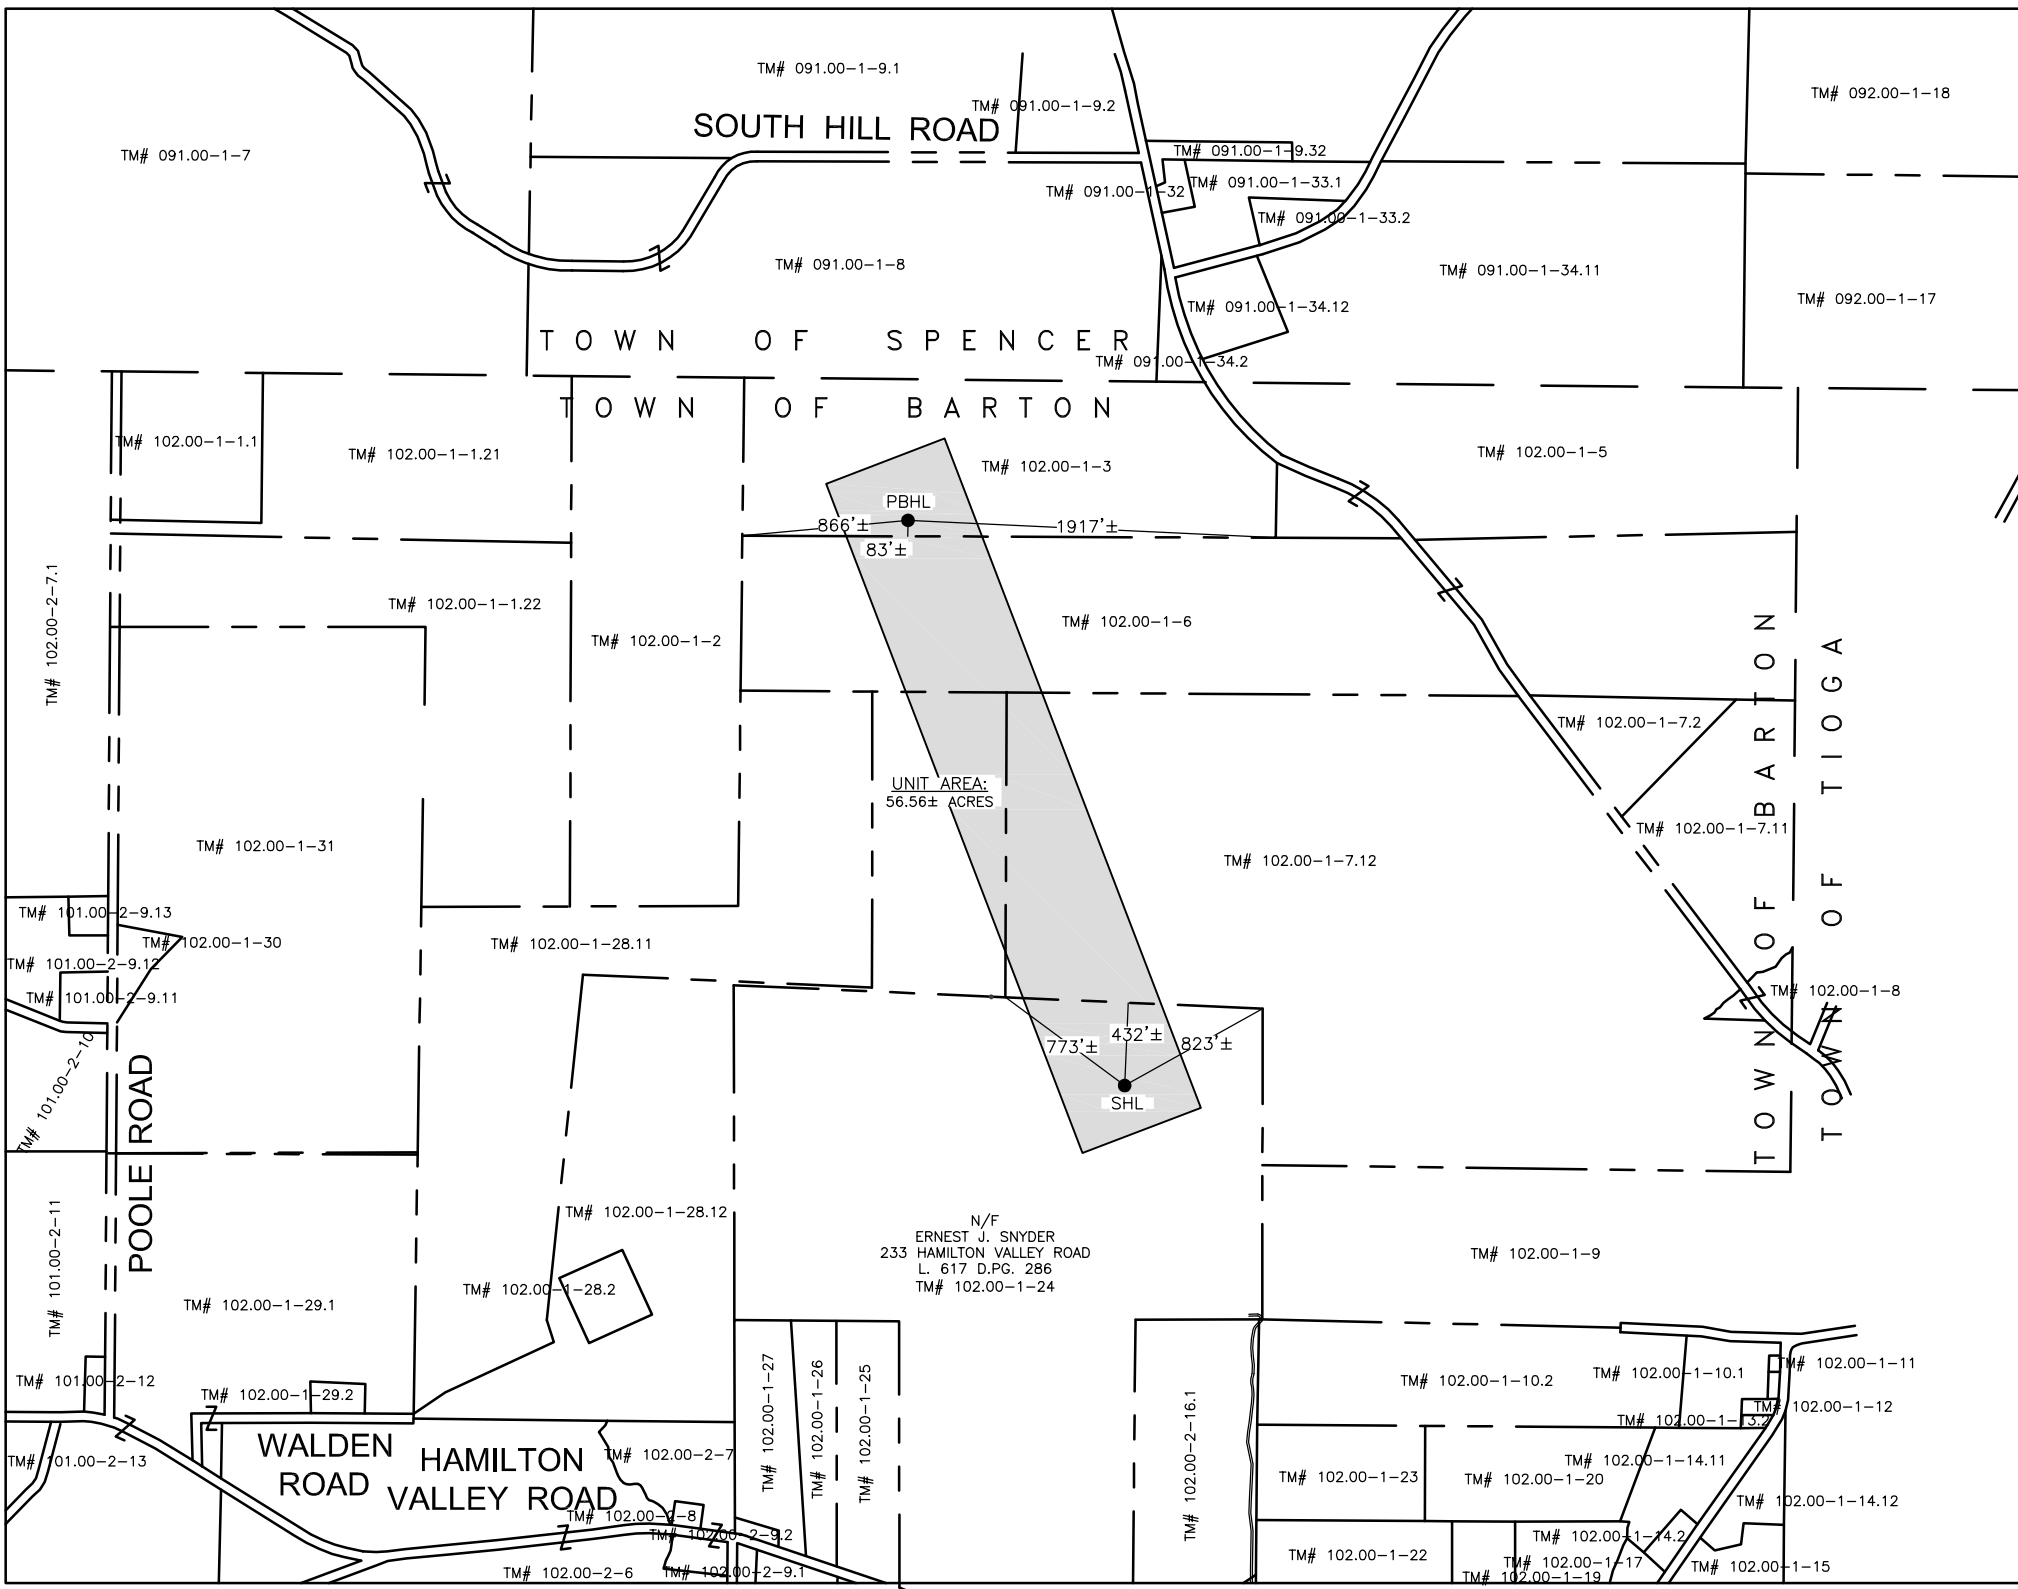 TM# 091.00-1-9.1
TM# 092.00-1-18
TM# 091.00-1-9.2
SOUTH HILL ROAD
TM# 091.00-1-7
TM# 091.00-1-9.32
TM# 091.00-1-33.1
TM# 091.00-1-32
TM# 091.00-1-33.2
TM# 091.00-1-8
TM# 091.00-1-34.11
TM# 092.00-1-17
TM# 091.00-1-34.12
TOWN OF SPENCER
TM# 091.00-1-34.2
TOWN OF BARTON
TM# 102.00-1-1.1
TM# 102.00-1-1.21
TM# 102.00-1-3
TM# 102.00-1-5
PBHL
866'±
1917'±
83'±
TM# 102.00-2-7.1
TM# 102.00-1-1.22
TM# 102.00-1-2
TM# 102.00-1-6
TOWN OF BARTON
TOWN OF TIOGA
TM# 102.00-1-7.2
UNIT AREA:
56.56± ACRES
TM# 102.00-1-7.11
TM# 102.00-1-31
TM# 102.00-1-7.12
TM# 101.00-2-9.13
TM# 102.00-1-30
TM# 102.00-1-28.11
TM# 101.00-2-9.12
TM# 101.00-2-9.11
TM# 102.00-1-8
TM# 101.00-2-10
773'±
432'±
823'±
SHL
POOLE ROAD
TM# 101.00-2-11
TM# 102.00-1-28.12
N/F
ERNEST J. SNYDER
233 HAMILTON VALLEY ROAD
L. 617 D.PG. 286
TM# 102.00-1-24
TM# 102.00-1-9
TM# 102.00-1-28.2
TM# 102.00-1-29.1
TM# 101.00-2-12
TM# 102.00-1-29.2
TM# 102.00-1-27
TM# 102.00-1-26
TM# 102.00-1-25
TM# 102.00-2-16.1
TM# 102.00-1-10.2
TM# 102.00-1-10.1
TM# 102.00-1-11
TM# 102.00-1-12
TM# 102.00-1-13.2
WALDEN
ROAD
HAMILTON
VALLEY ROAD
TM# 101.00-2-13
TM# 102.00-2-7
TM# 102.00-1-23
TM# 102.00-1-20
TM# 102.00-1-14.11
TM# 102.00-1-14.12
TM# 102.00-2-8
TM# 102.00-2-9.2
TM# 102.00-1-14.2
TM# 102.00-1-22
TM# 102.00-1-17
TM# 102.00-1-15
TM# 102.00-2-6
TM# 102.00-2-9.1
TM# 102.00-1-19